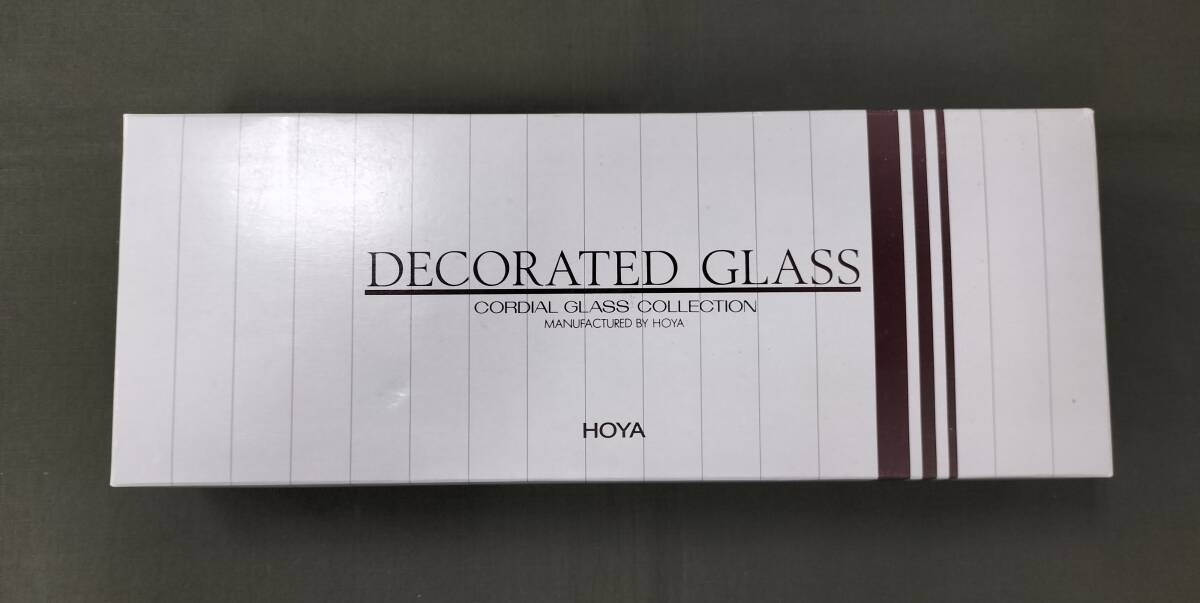 DECORATED GLASS
CORDIAL GLASS COLLECTION
MANUFACTURED BY HOYA
HOYA